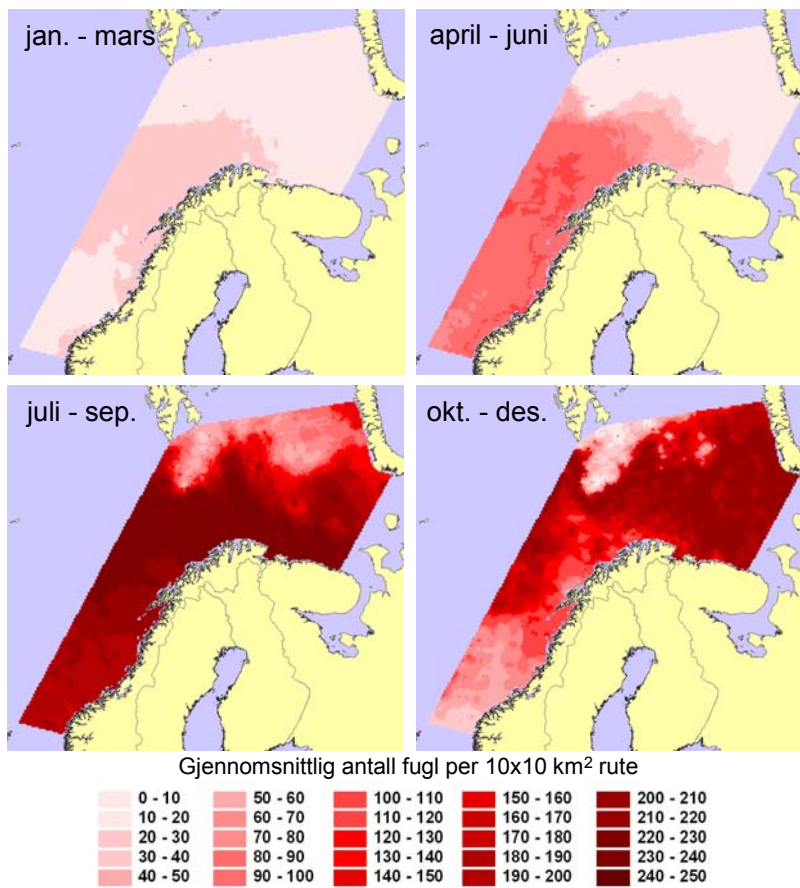 jan. - mars
april - juni
juli - sep.
okt. - des.
Gjennomsnittlig antall fugl per 10x10 km² rute
0 - 10 50 - 60 100 - 110 150 - 160 200 - 210
10 - 20 60 - 70 110 - 120 160 - 170 210 - 220
20 - 30 70 - 80 120 - 130 170 - 180 220 - 230
30 - 40 80 - 90 130 - 140 180 - 190 230 - 240
40 - 50 90 - 100 140 - 150 190 - 200 240 - 250